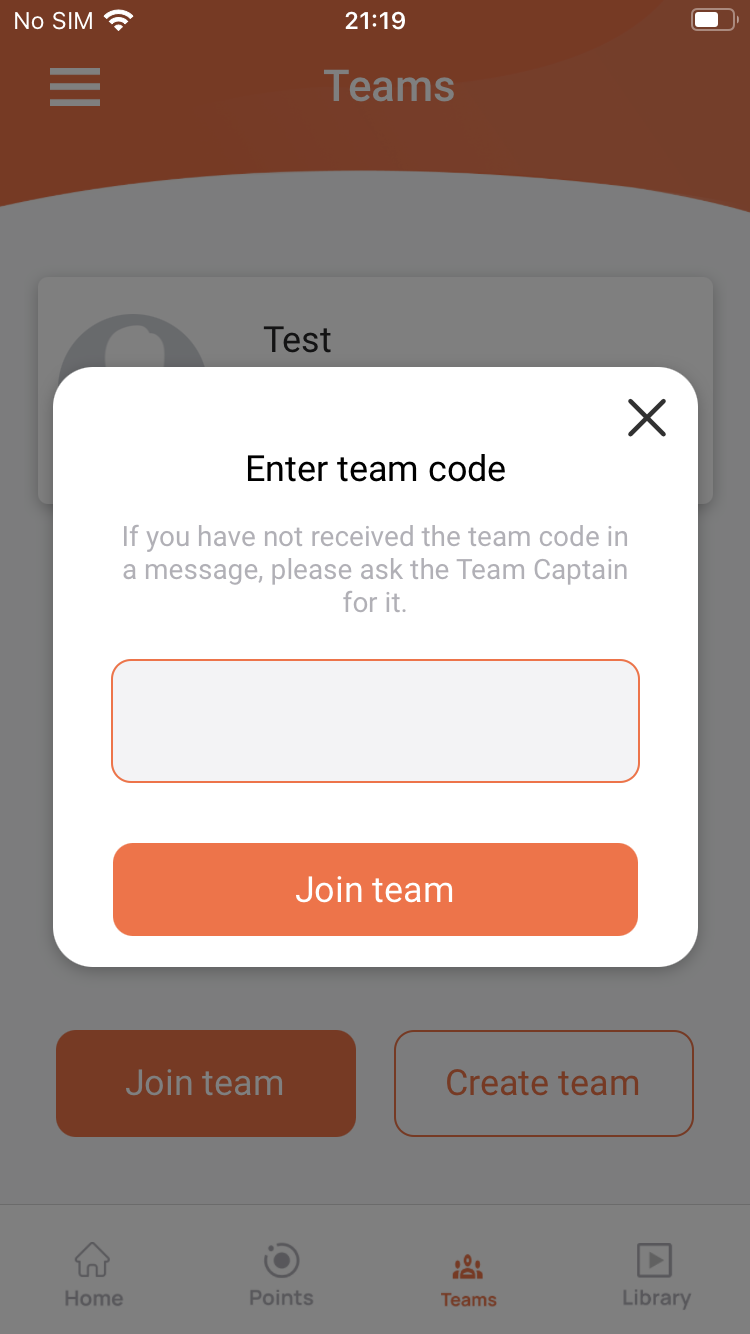 No SIM 21:19
Teams
Test
Enter team code
If you have not received the team code in
a message, please ask the Team Captain
for it.
Join team
Join team Create team
Home Points Teams Library